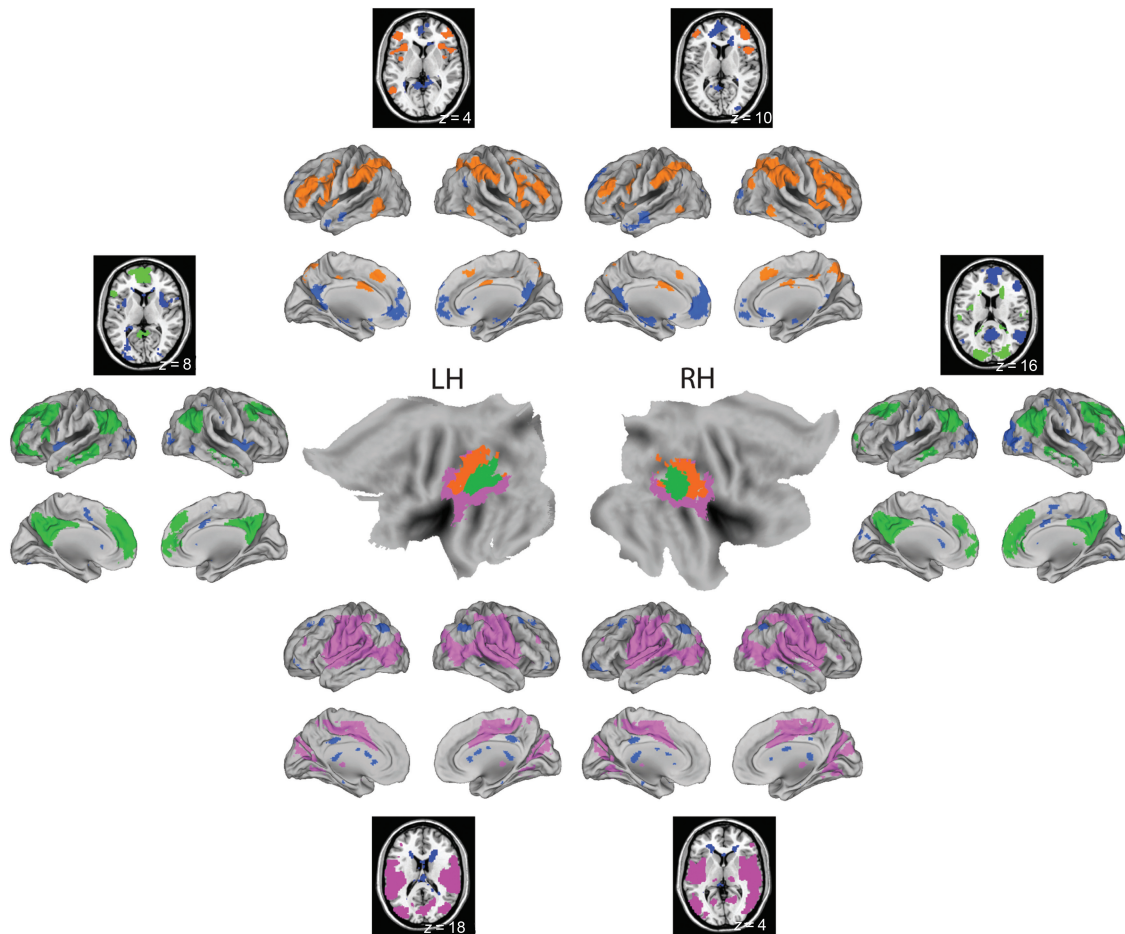 z = 4
z = 10
z = 8
z = 16
LH
RH
z = 18
z = 4